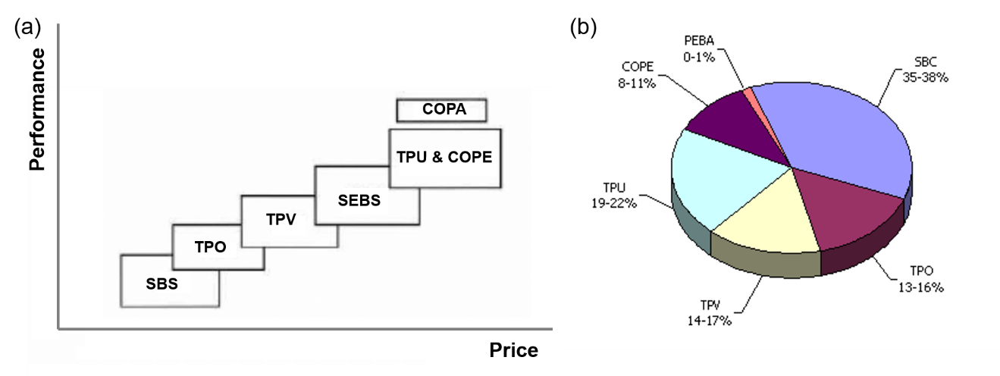 (a)
Performance
COPA
TPU & COPE
SEBS
TPV
TPO
SBS
Price
(b)
PEBA
0-1%
SBC
35-38%
COPE
8-11%
TPU
19-22%
TPO
13-16%
TPV
14-17%